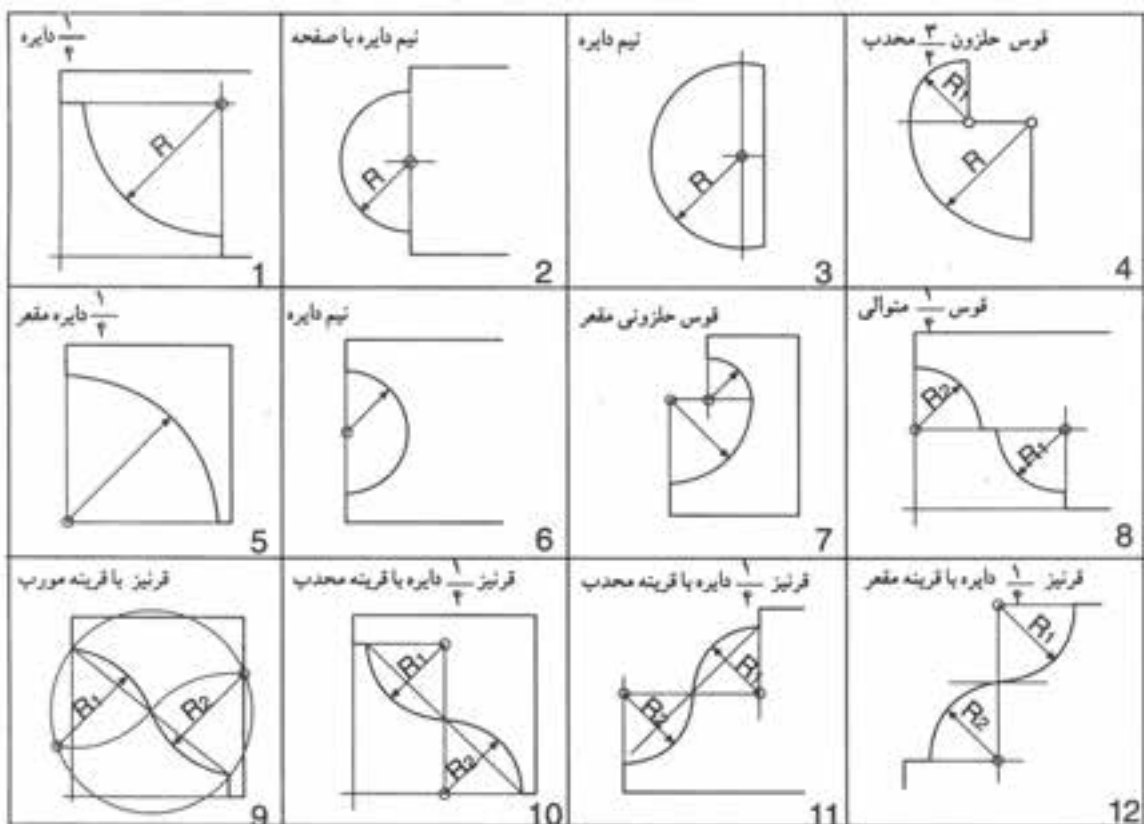 ۱/۴ دایره
R
1
نیم دایره با صفحه
R
2
نیم دایره
R
3
قوس حلزون ۳/۴ محدب
R1
R
4
۱/۴ دایره مقعر
5
نیم دایره
6
قوس حلزونی مقعر
7
قوس ۱/۴ متوالی
R2
R1
8
قرنیز با قرینه مورب
R1
R2
9
قرنیز ۱/۴ دایره با قرینه محدب
R1
R2
10
قرنیز ۱/۴ دایره با قرینه محدب
R1
R2
11
قرنیز ۱/۴ دایره با قرینه مقعر
R1
R2
12